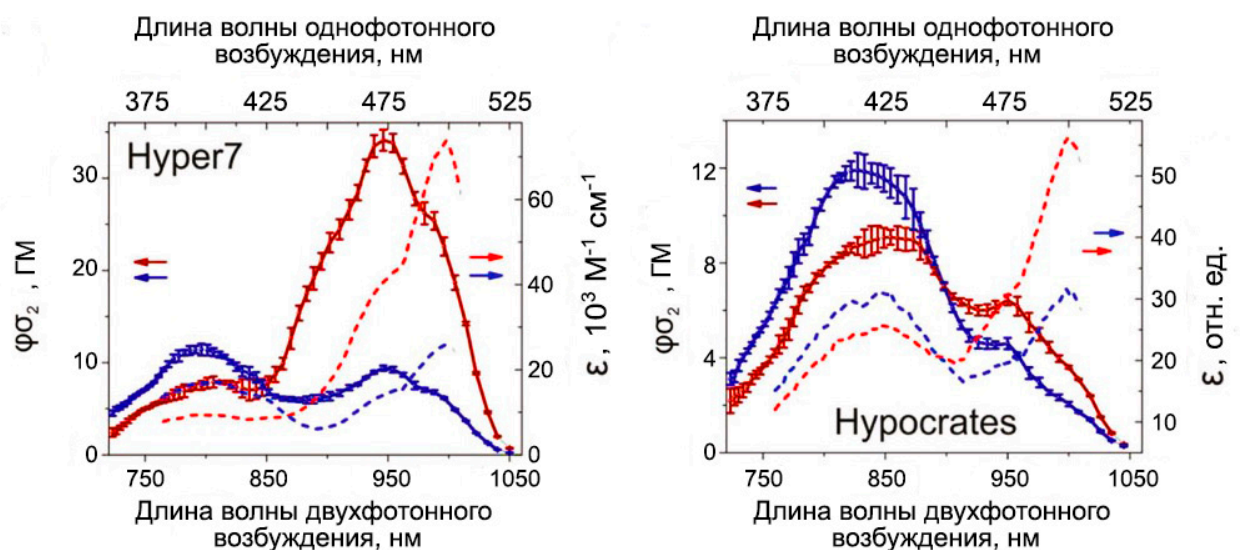 Длина волны однофотонного
возбуждения, нм
375 425 475 525
Hyper7
φσ₂ , ГМ
30
20
10
0
ε, 10³ М⁻¹ см⁻¹
60
40
20
0
750 850 950 1050
Длина волны двухфотонного
возбуждения, нм
Длина волны однофотонного
возбуждения, нм
375 425 475 525
φσ₂ , ГМ
12
8
4
0
ε, отн. ед.
50
40
30
20
10
Hypocrates
750 850 950 1050
Длина волны двухфотонного
возбуждения, нм